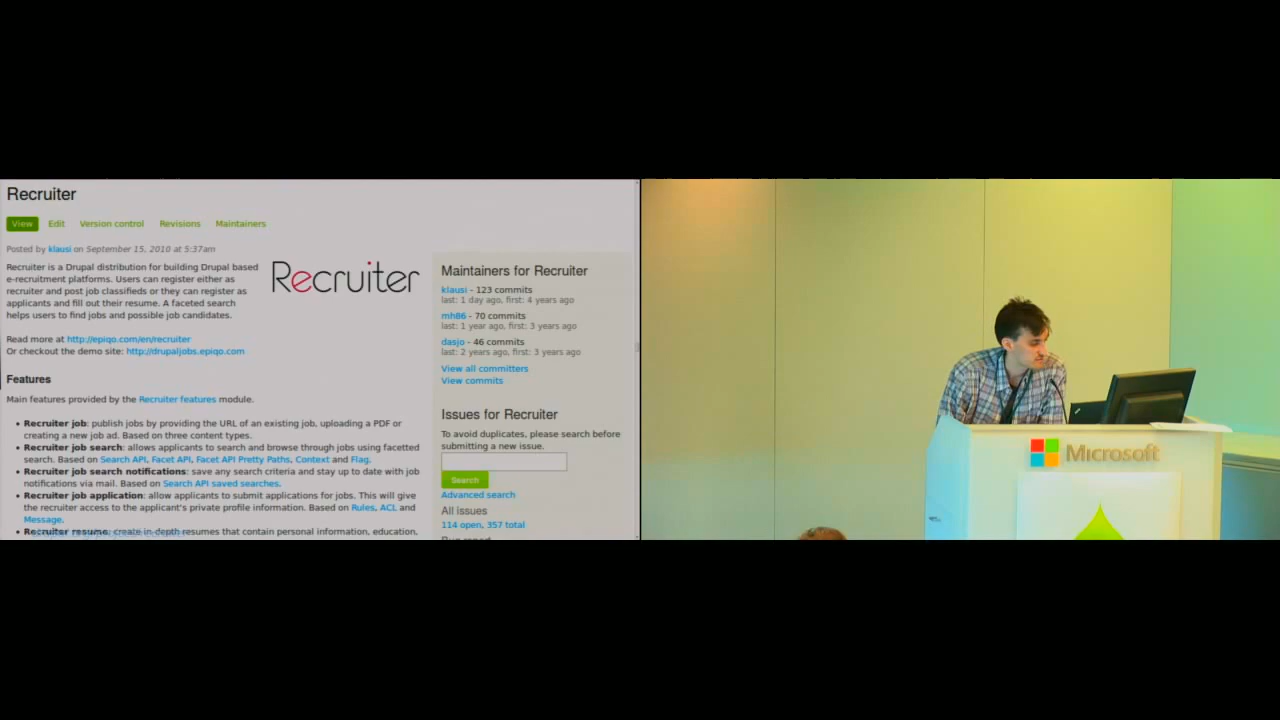 Recruiter
View Edit Version control Revisions Maintainers
Posted by klausi on September 15, 2010 at 5:37am
Recruiter is a Drupal distribution for building Drupal based
e-recruitment platforms. Users can register either as
recruiter and post job classifieds or they can register as
applicants and fill out their resume. A faceted search
helps users to find jobs and possible job candidates.
Recruiter
Read more at http://epiqo.com/en/recruiter
Or checkout the demo site: http://drupaljobs.epiqo.com
Features
Main features provided by the Recruiter features module.
• Recruiter job: publish jobs by providing the URL of an existing job, uploading a PDF or
creating a new job ad. Based on three content types.
• Recruiter job search: allows applicants to search and browse through jobs using facetted
search. Based on Search API, Facet API, Facet API Pretty Paths, Context and Flag.
• Recruiter job search notifications: save any search criteria and stay up to date with job
notifications via mail. Based on Search API saved searches.
• Recruiter job application: allow applicants to submit applications for jobs. This will give
the recruiter access to the applicant's private profile information. Based on Rules, ACL and
Message.
• Recruiter resume: create in-depth resumes that contain personal information, education,
Maintainers for Recruiter
klausi - 123 commits
last: 1 day ago, first: 4 years ago
mh86 - 70 commits
last: 1 year ago, first: 3 years ago
dasjo - 46 commits
last: 2 years ago, first: 3 years ago
View all committers
View commits
Issues for Recruiter
To avoid duplicates, please search before
submitting a new issue.
Search
Advanced search
All issues
114 open, 357 total
Microsoft